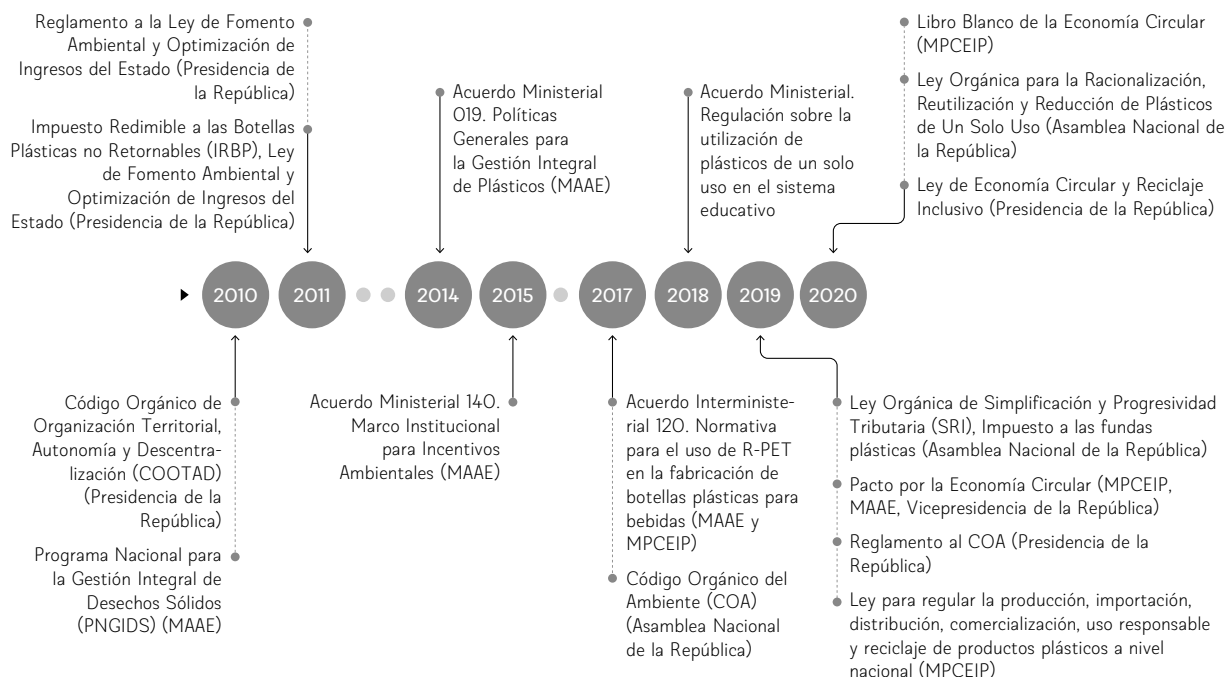 Reglamento a la Ley de Fomento
Ambiental y Optimización de
Ingresos del Estado (Presidencia de
la República)
Impuesto Redimible a las Botellas
Plásticas no Retornables (IRBP), Ley
de Fomento Ambiental y
Optimización de Ingresos del
Estado (Presidencia de la República)
Acuerdo Ministerial
019. Políticas
Generales para
la Gestión Integral
de Plásticos (MAAE)
Acuerdo Ministerial.
Regulación sobre la
utilización de
plásticos de un solo
uso en el sistema
educativo
Libro Blanco de la Economía Circular
(MPCEIP)
Ley Orgánica para la Racionalización,
Reutilización y Reducción de Plásticos
de Un Solo Uso (Asamblea Nacional de
la República)
Ley de Economía Circular y Reciclaje
Inclusivo (Presidencia de la República)
2010
2011
2014
2015
2017
2018
2019
2020
Código Orgánico de
Organización Territorial,
Autonomía y Descentra-
lización (COOTAD)
(Presidencia de la
República)
Programa Nacional para
la Gestión Integral de
Desechos Sólidos
(PNGIDS) (MAAE)
Acuerdo Ministerial 140.
Marco Institucional
para Incentivos
Ambientales (MAAE)
Acuerdo Interministe-
rial 120. Normativa
para el uso de R-PET
en la fabricación de
botellas plásticas para
bebidas (MAAE y
MPCEIP)
Código Orgánico del
Ambiente (COA)
(Asamblea Nacional
de la República)
Ley Orgánica de Simplificación y Progresividad
Tributaria (SRI), Impuesto a las fundas
plásticas (Asamblea Nacional de la República)
Pacto por la Economía Circular (MPCEIP,
MAAE, Vicepresidencia de la República)
Reglamento al COA (Presidencia de la
República)
Ley para regular la producción, importación,
distribución, comercialización, uso responsable
y reciclaje de productos plásticos a nivel
nacional (MPCEIP)